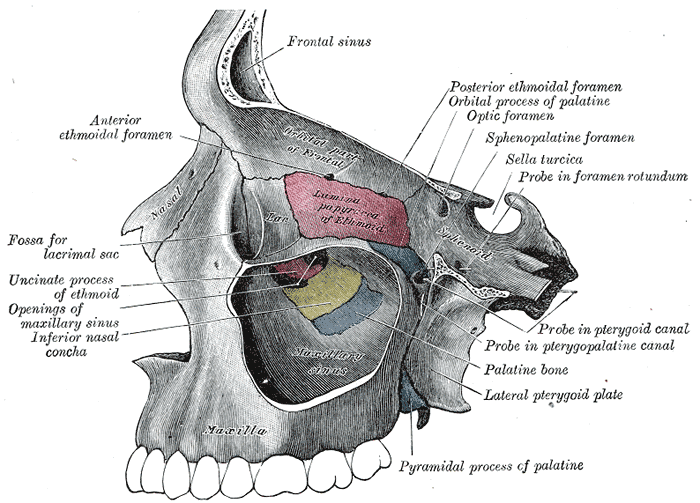 Frontal sinus
Posterior ethmoidal foramen
Orbital process of palatine
Optic foramen
Sphenopalatine foramen
Sella turcica
Probe in foramen rotundum
Anterior
ethmoidal foramen
Orbital plate
of Frontal
Nasal
Lac.
Lamina
papyracea
of Ethmoid
Sphenoid
Fossa for
lacrimal sac
Uncinate process
of ethmoid
Openings of
maxillary sinus
Inferior nasal
concha
Maxillary
sinus
Maxilla
Probe in pterygoid canal
Probe in pterygopalatine canal
Palatine bone
Lateral pterygoid plate
Pyramidal process of palatine